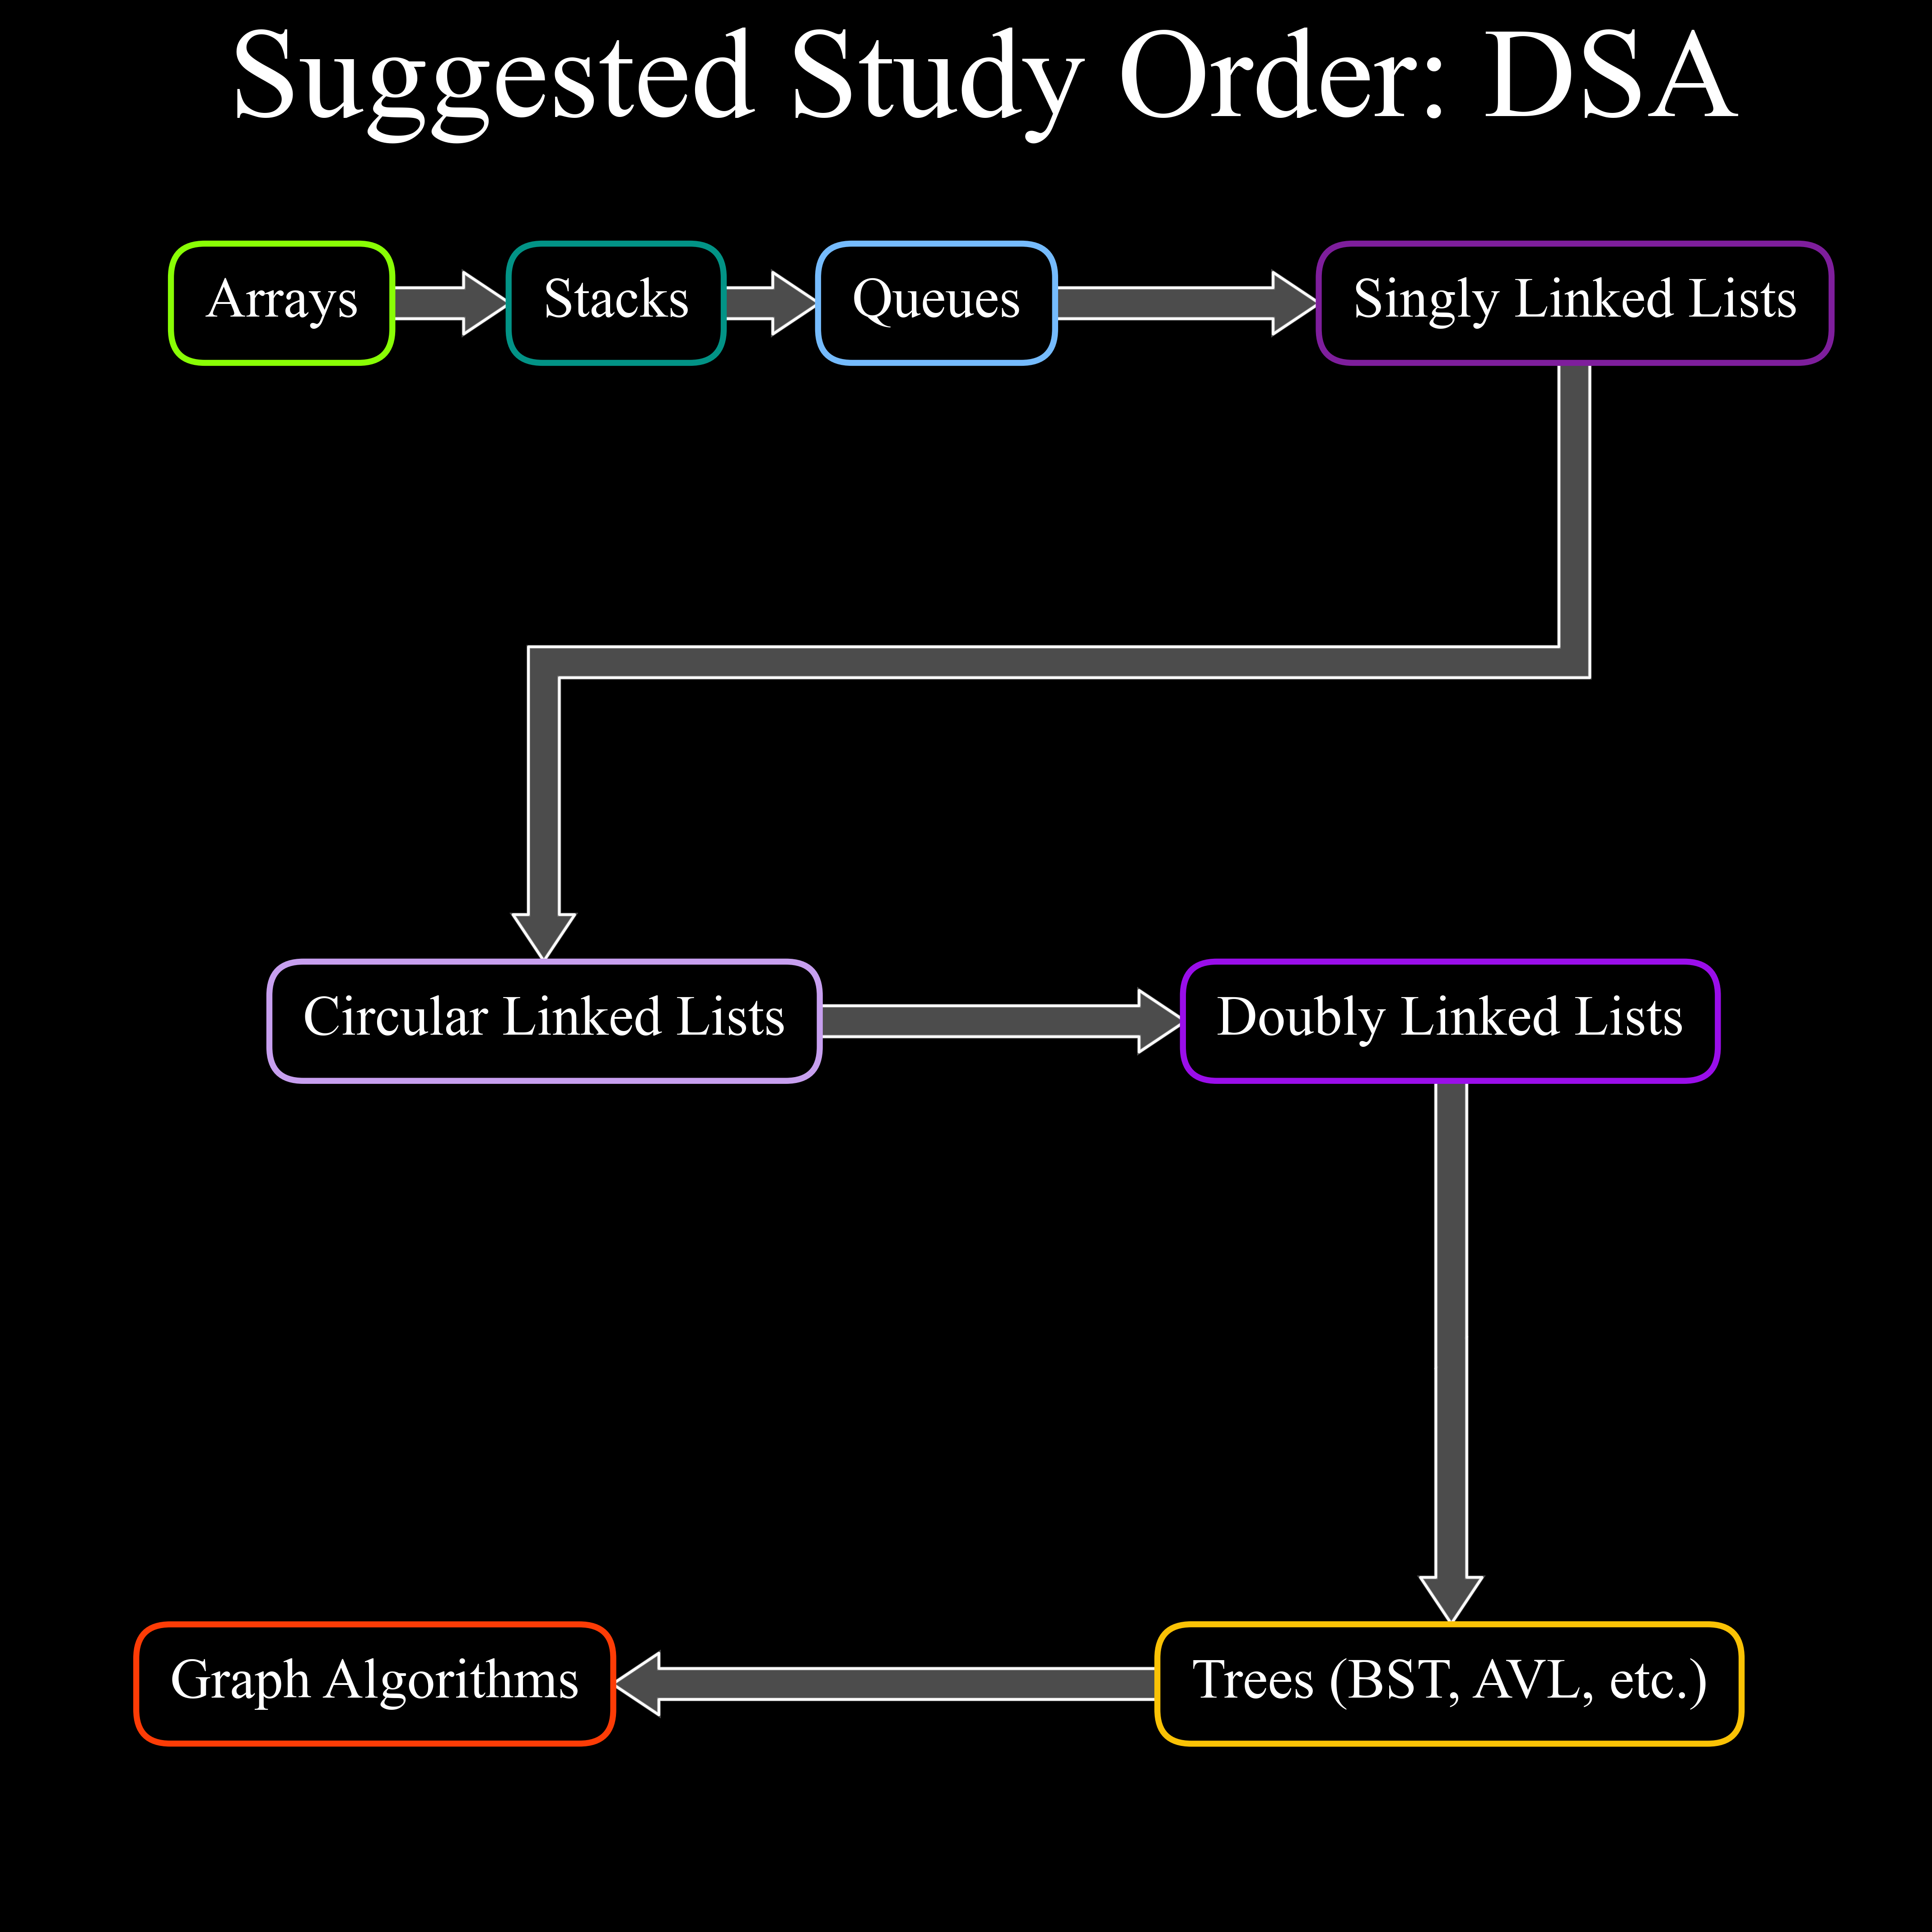 Suggested Study Order: DSA
Arrays
Stacks
Queues
Singly Linked Lists
Circular Linked Lists
Doubly Linked Lists
Graph Algorithms
Trees (BST, AVL, etc.)